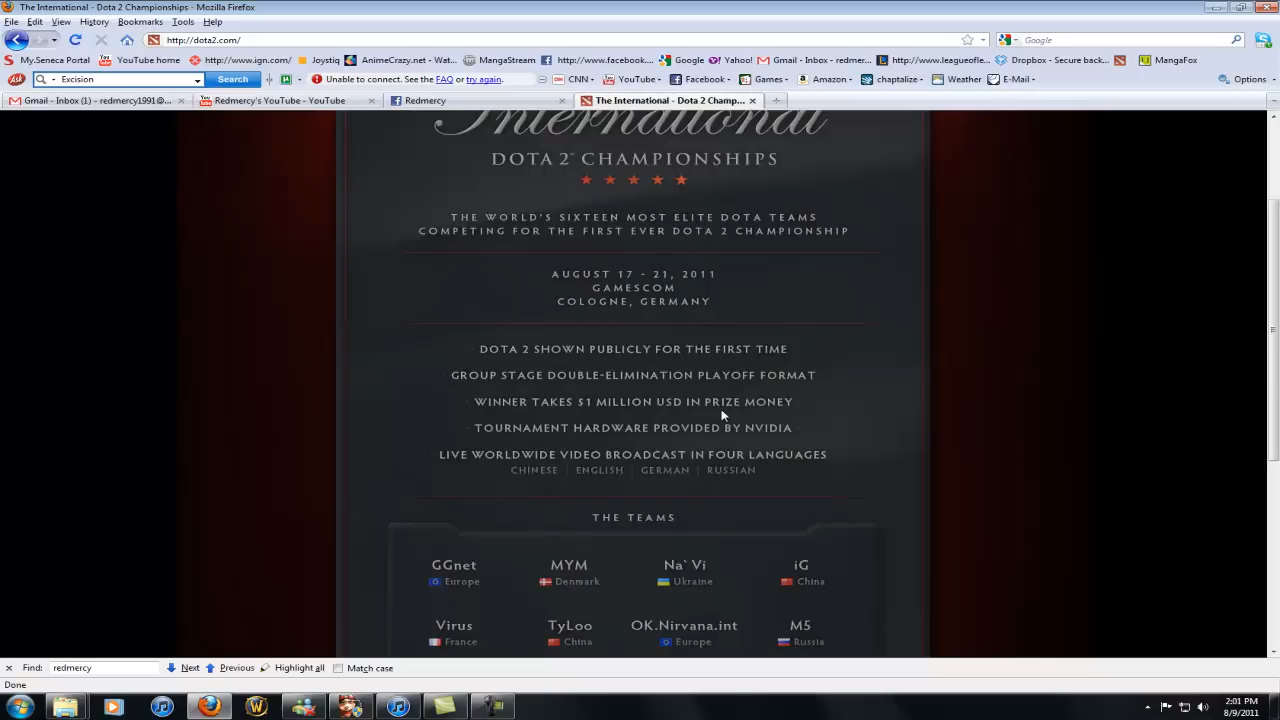 The International - Dota 2 Championships - Mozilla Firefox
File Edit View History Bookmarks Tools Help
http://dota2.com/
Google
My.Seneca Portal YouTube home http://www.ign.com/ Joystiq AnimeCrazy.net - Wat... MangaStream http://www.facebook.... Google Yahoo! Gmail - Inbox - redmer... http://www.leagueofle... Dropbox - Secure back... MangaFox
Ask Excision Search Unable to connect. See the FAQ or try again. CNN YouTube Facebook Games Amazon chaptalize Weather E-Mail Options
Gmail - Inbox (1) - redmercy1991@... Redmercy's YouTube - YouTube Redmercy The International - Dota 2 Champ...
International
DOTA 2™ CHAMPIONSHIPS
THE WORLD'S SIXTEEN MOST ELITE DOTA TEAMS
COMPETING FOR THE FIRST EVER DOTA 2 CHAMPIONSHIP
AUGUST 17 - 21, 2011
GAMESCOM
COLOGNE, GERMANY
DOTA 2 SHOWN PUBLICLY FOR THE FIRST TIME
GROUP STAGE DOUBLE-ELIMINATION PLAYOFF FORMAT
WINNER TAKES $1 MILLION USD IN PRIZE MONEY
TOURNAMENT HARDWARE PROVIDED BY NVIDIA
LIVE WORLDWIDE VIDEO BROADCAST IN FOUR LANGUAGES
CHINESE | ENGLISH | GERMAN | RUSSIAN
THE TEAMS
GGnet MYM Na`Vi iG
Europe Denmark Ukraine China
Virus TyLoo OK.Nirvana.int M5
France China Europe Russia
Find: redmercy Next Previous Highlight all Match case
Done
2:01 PM
8/9/2011